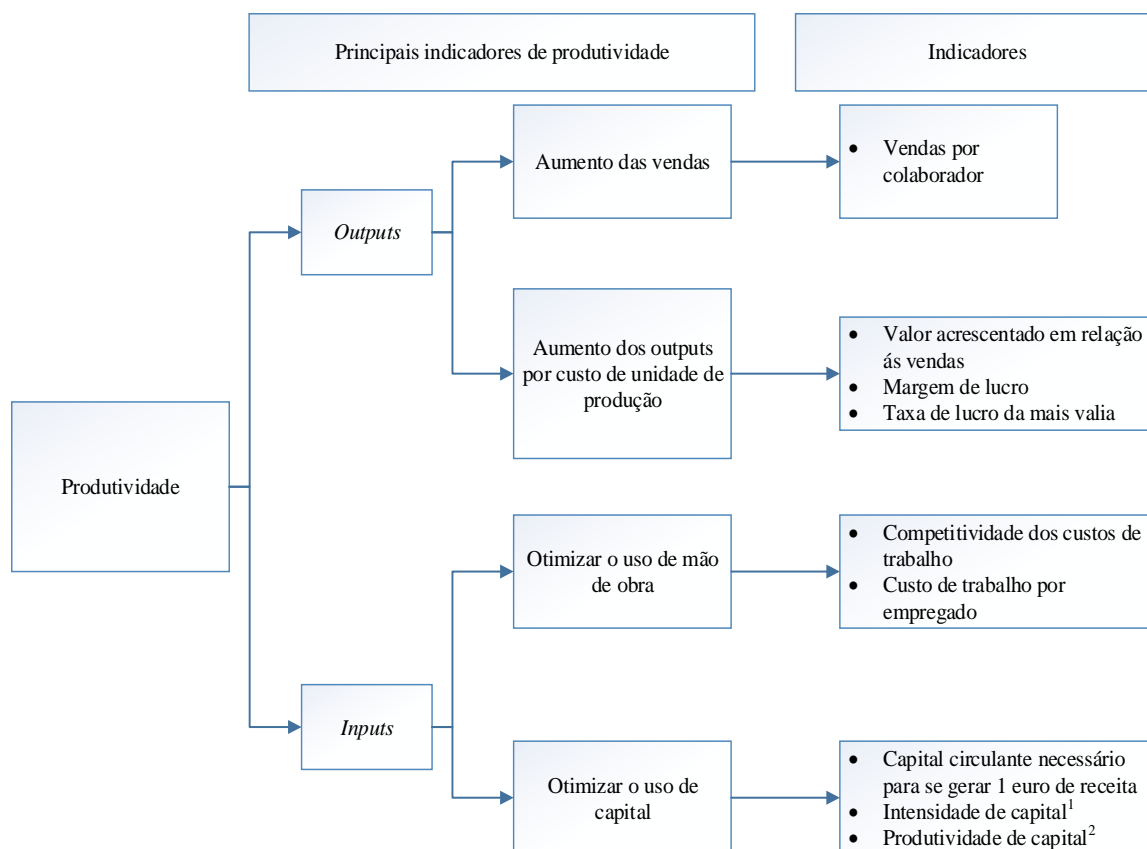 Principais indicadores de produtividade
Indicadores
Aumento das vendas
• Vendas por
colaborador
Outputs
Aumento dos outputs
por custo de unidade de
produção
• Valor acrescentado em relação
ás vendas
• Margem de lucro
• Taxa de lucro da mais valia
Produtividade
Otimizar o uso de mão
de obra
• Competitividade dos custos de
trabalho
• Custo de trabalho por
empregado
Inputs
Otimizar o uso de
capital
• Capital circulante necessário
para se gerar 1 euro de receita
• Intensidade de capital¹
• Produtividade de capital²